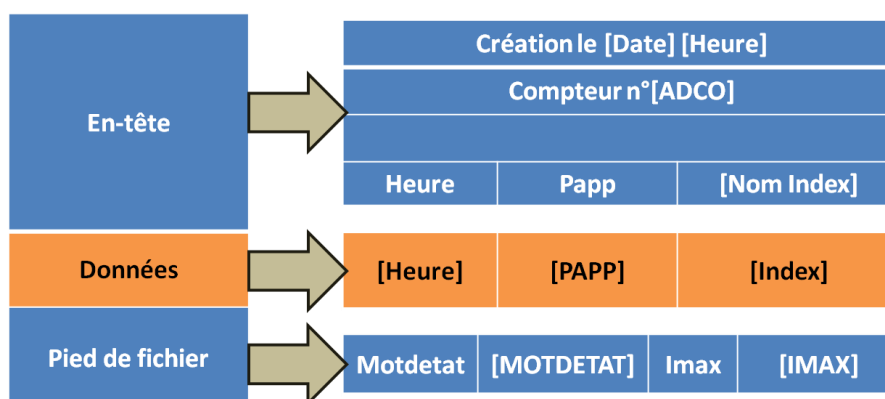 En-tête
Création le [Date] [Heure]
Compteur n°[ADCO]
Heure Papp [Nom Index]
Données
[Heure] [PAPP] [Index]
Pied de fichier
Motdetat [MOTDETAT] Imax [IMAX]